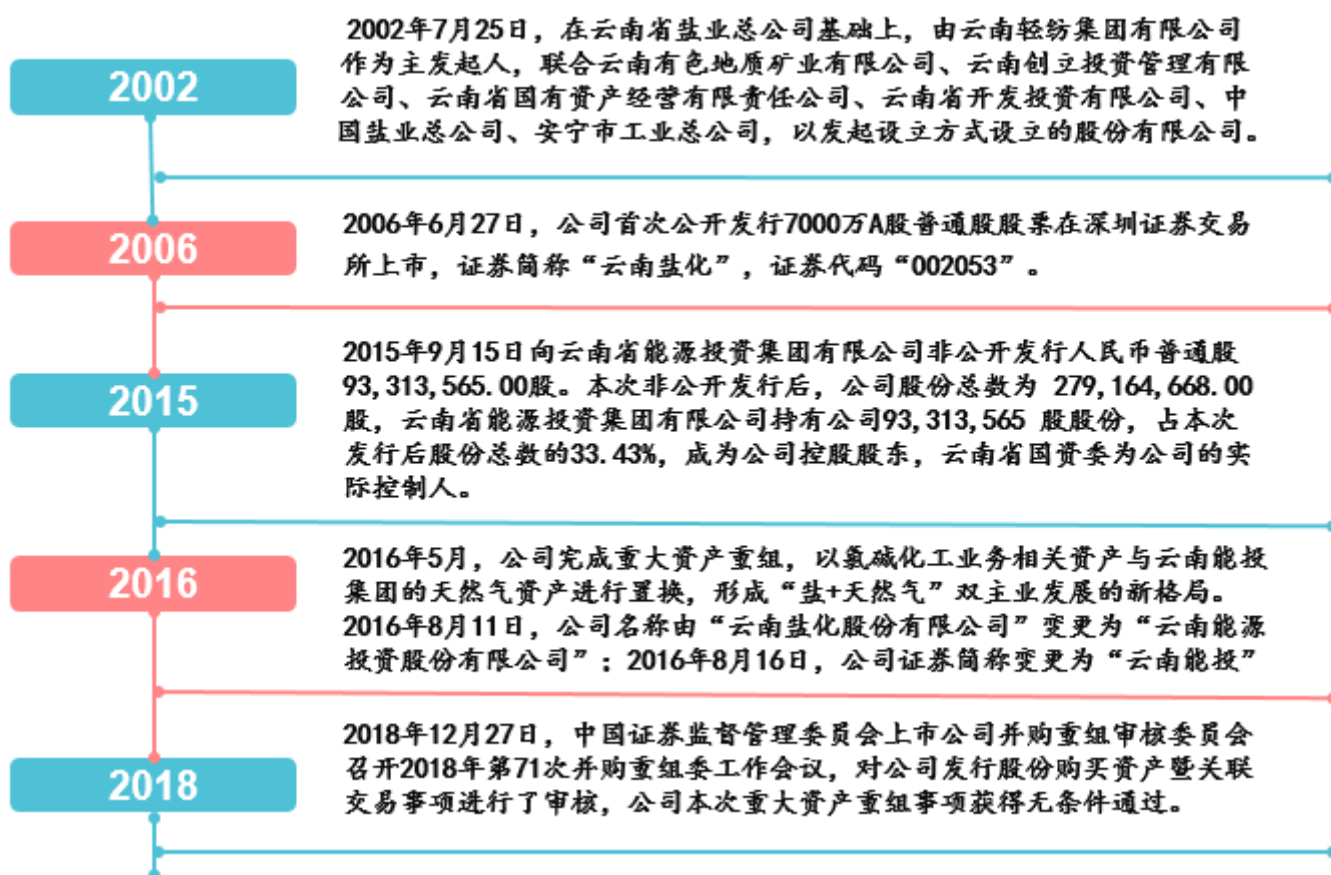 2002
2002年7月25日，在云南省盐业总公司基础上，由云南轻纺集团有限公司
作为主发起人，联合云南有色地质矿业有限公司、云南创立投资管理有限
公司、云南省国有资产经营有限责任公司、云南省开发投资有限公司、中
国盐业总公司、安宁市工业总公司，以发起设立方式设立的股份有限公司。
2006
2006年6月27日，公司首次公开发行7000万A股普通股股票在深圳证券交易
所上市，证券简称“云南盐化”，证券代码“002053”。
2015
2015年9月15日向云南省能源投资集团有限公司非公开发行人民币普通股
93,313,565.00股。本次非公开发行后，公司股份总数为 279,164,668.00
股，云南省能源投资集团有限公司持有公司93,313,565 股股份，占本次
发行后股份总数的33.43%，成为公司控股股东，云南省国资委为公司的实
际控制人。
2016
2016年5月，公司完成重大资产重组，以氯碱化工业务相关资产与云南能投
集团的天然气资产进行置换，形成“盐+天然气”双主业发展的新格局。
2016年8月11日，公司名称由“云南盐化股份有限公司”变更为“云南能源
投资股份有限公司”；2016年8月16日，公司证券简称变更为“云南能投”
2018
2018年12月27日，中国证券监督管理委员会上市公司并购重组审核委员会
召开2018年第71次并购重组委工作会议，对公司发行股份购买资产暨关联
交易事项进行了审核，公司本次重大资产重组事项获得无条件通过。